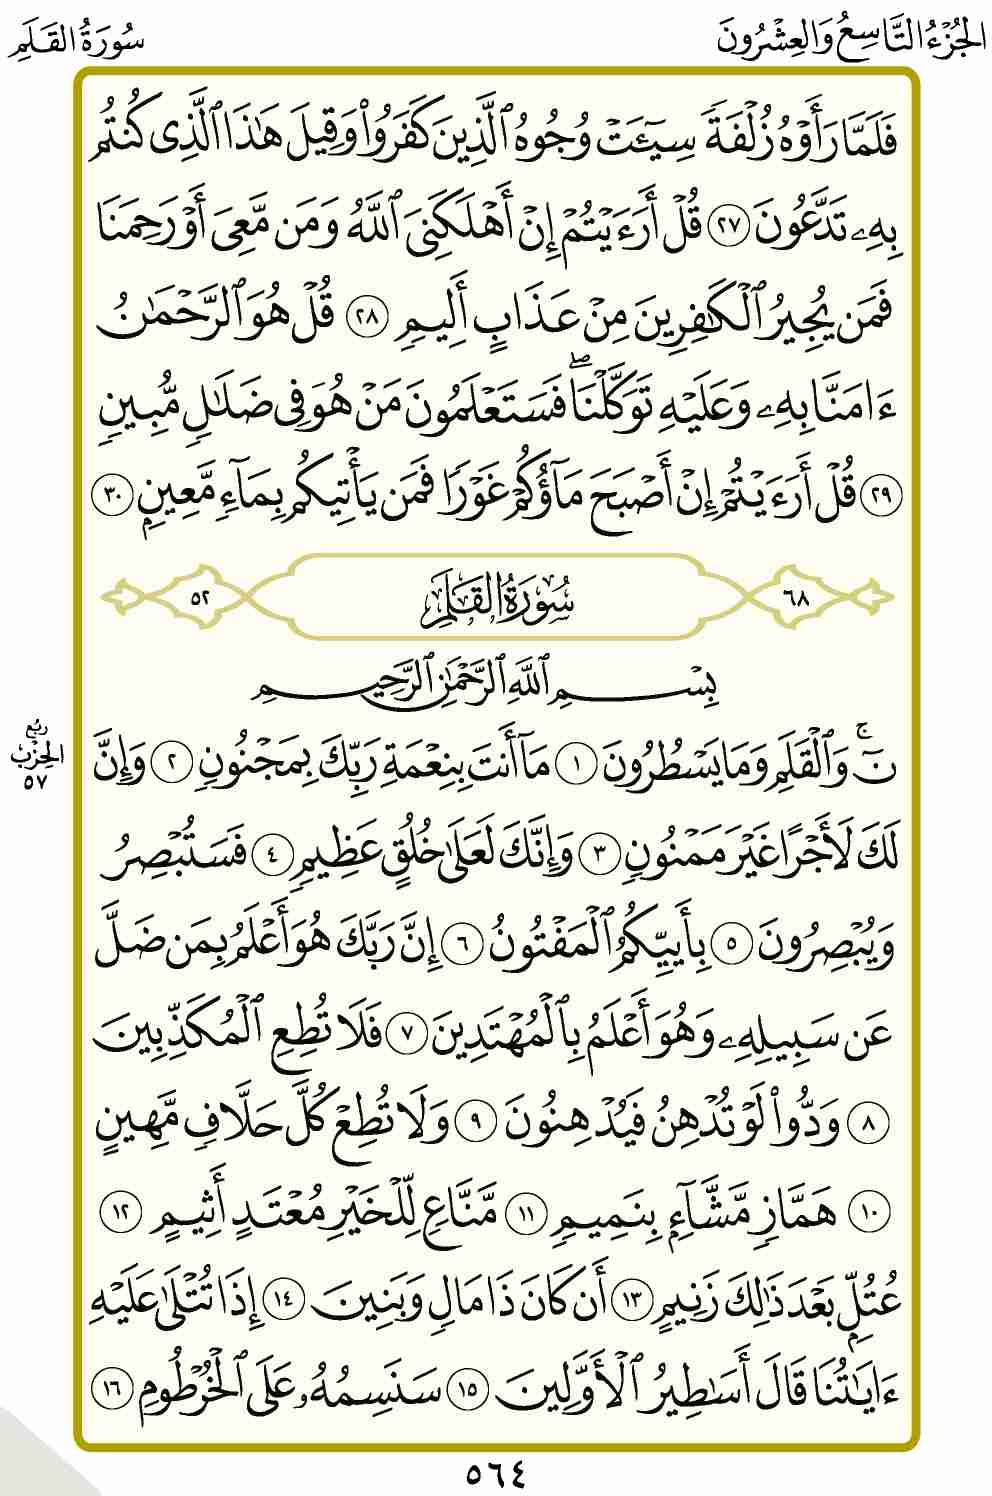 الجُزْءُ التَّاسِعُ وَالعِشْرُونَ
سُورَةُ القَلَمِ
فَلَمَّا رَأَوْهُ زُلْفَةً سِيٓـَٔتْ وُجُوهُ ٱلَّذِينَ كَفَرُوا۟ وَقِيلَ هَٰذَا ٱلَّذِى كُنتُم
بِهِۦ تَدَّعُونَ ٢٧ قُلْ أَرَءَيْتُمْ إِنْ أَهْلَكَنِىَ ٱللَّهُ وَمَن مَّعِىَ أَوْ رَحِمَنَا
فَمَن يُجِيرُ ٱلْكَٰفِرِينَ مِنْ عَذَابٍ أَلِيمٍ ٢٨ قُلْ هُوَ ٱلرَّحْمَٰنُ
ءَامَنَّا بِهِۦ وَعَلَيْهِ تَوَكَّلْنَا ۖ فَسَتَعْلَمُونَ مَنْ هُوَ فِى ضَلَٰلٍ مُّبِينٍ
٢٩ قُلْ أَرَءَيْتُمْ إِنْ أَصْبَحَ مَآؤُكُمْ غَوْرًا فَمَن يَأْتِيكُم بِمَآءٍ مَّعِينٍۭ ٣٠
٦٨ سُورَةُ القَلَمِ ٥٢
بِسْمِ ٱللَّهِ ٱلرَّحْمَٰنِ ٱلرَّحِيمِ
نٓ ۚ وَٱلْقَلَمِ وَمَا يَسْطُرُونَ ١ مَآ أَنتَ بِنِعْمَةِ رَبِّكَ بِمَجْنُونٍ ٢ وَإِنَّ
رُبع
الحِزْب
٥٧
لَكَ لَأَجْرًا غَيْرَ مَمْنُونٍ ٣ وَإِنَّكَ لَعَلَىٰ خُلُقٍ عَظِيمٍ ٤ فَسَتُبْصِرُ
وَيُبْصِرُونَ ٥ بِأَييِّكُمُ ٱلْمَفْتُونُ ٦ إِنَّ رَبَّكَ هُوَ أَعْلَمُ بِمَن ضَلَّ
عَن سَبِيلِهِۦ وَهُوَ أَعْلَمُ بِٱلْمُهْتَدِينَ ٧ فَلَا تُطِعِ ٱلْمُكَذِّبِينَ
٨ وَدُّوا۟ لَوْ تُدْهِنُ فَيُدْهِنُونَ ٩ وَلَا تُطِعْ كُلَّ حَلَّافٍ مَّهِينٍ
١٠ هَمَّازٍ مَّشَّآءٍۭ بِنَمِيمٍ ١١ مَّنَّاعٍ لِّلْخَيْرِ مُعْتَدٍ أَثِيمٍ ١٢
عُتُلٍّۭ بَعْدَ ذَٰلِكَ زَنِيمٍ ١٣ أَن كَانَ ذَا مَالٍ وَبَنِينَ ١٤ إِذَا تُتْلَىٰ عَلَيْهِ
ءَايَٰتُنَا قَالَ أَسَٰطِيرُ ٱلْأَوَّلِينَ ١٥ سَنَسِمُهُۥ عَلَى ٱلْخُرْطُومِ ١٦
٥٦٤